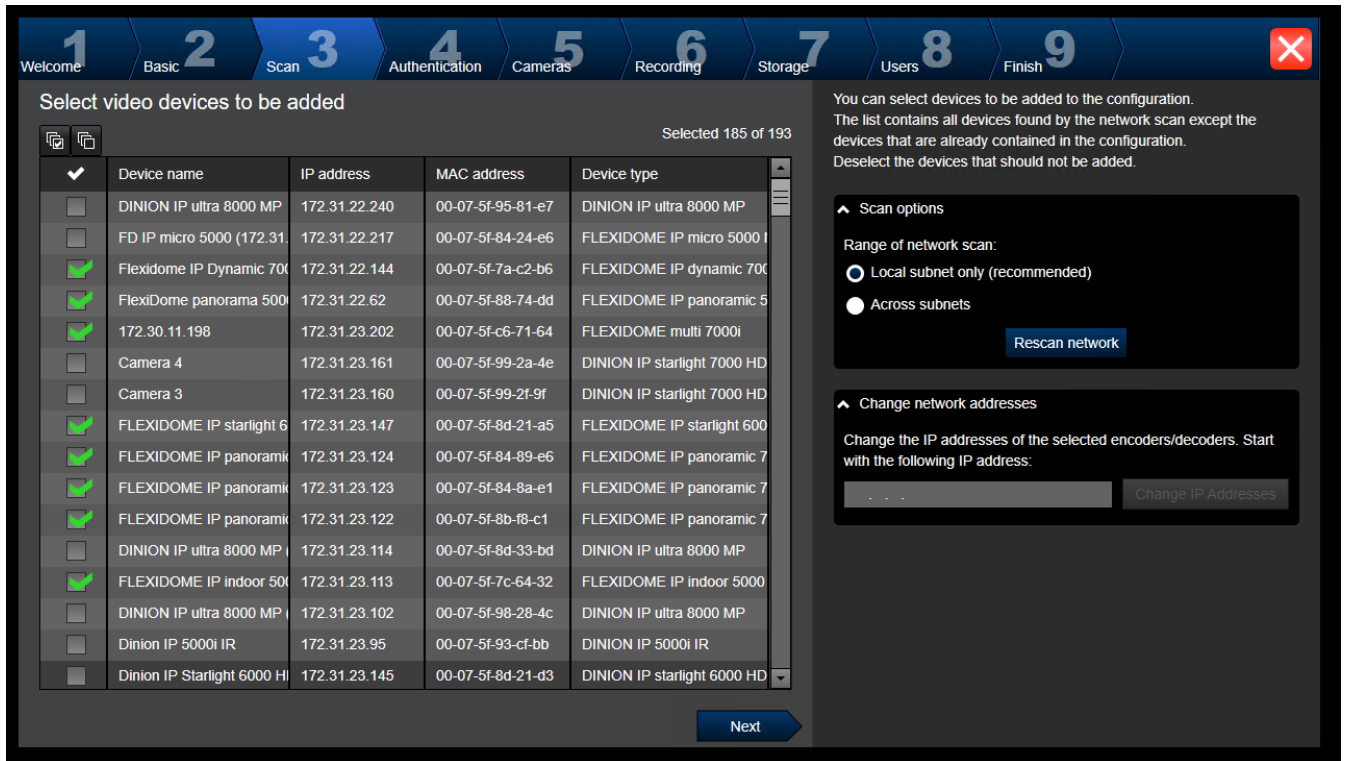 1 Welcome
2 Basic
3 Scan
4 Authentication
5 Cameras
6 Recording
7 Storage
8 Users
9 Finish
Select video devices to be added
Selected 185 of 193
Device name IP address MAC address Device type
DINION IP ultra 8000 MP 172.31.22.240 00-07-5f-95-81-e7 DINION IP ultra 8000 MP
FD IP micro 5000 (172.31. 172.31.22.217 00-07-5f-84-24-e6 FLEXIDOME IP micro 5000
Flexidome IP Dynamic 700 172.31.22.144 00-07-5f-7a-c2-b6 FLEXIDOME IP dynamic 700
FlexiDome panorama 500 172.31.22.62 00-07-5f-88-74-dd FLEXIDOME IP panoramic 5
172.30.11.198 172.31.23.202 00-07-5f-c6-71-64 FLEXIDOME multi 7000i
Camera 4 172.31.23.161 00-07-5f-99-2a-4e DINION IP starlight 7000 HD
Camera 3 172.31.23.160 00-07-5f-99-2f-9f DINION IP starlight 7000 HD
FLEXIDOME IP starlight 6 172.31.23.147 00-07-5f-8d-21-a5 FLEXIDOME IP starlight 600
FLEXIDOME IP panoramic 172.31.23.124 00-07-5f-84-89-e6 FLEXIDOME IP panoramic 7
FLEXIDOME IP panoramic 172.31.23.123 00-07-5f-84-8a-e1 FLEXIDOME IP panoramic 7
FLEXIDOME IP panoramic 172.31.23.122 00-07-5f-8b-f8-c1 FLEXIDOME IP panoramic 7
DINION IP ultra 8000 MP ( 172.31.23.114 00-07-5f-8d-33-bd DINION IP ultra 8000 MP
FLEXIDOME IP indoor 500 172.31.23.113 00-07-5f-7c-64-32 FLEXIDOME IP indoor 5000
DINION IP ultra 8000 MP ( 172.31.23.102 00-07-5f-98-28-4c DINION IP ultra 8000 MP
Dinion IP 5000i IR 172.31.23.95 00-07-5f-93-cf-bb DINION IP 5000i IR
Dinion IP Starlight 6000 H 172.31.23.145 00-07-5f-8d-21-d3 DINION IP starlight 6000 HD
Next
You can select devices to be added to the configuration.
The list contains all devices found by the network scan except the
devices that are already contained in the configuration.
Deselect the devices that should not be added.
Scan options
Range of network scan:
Local subnet only (recommended)
Across subnets
Rescan network
Change network addresses
Change the IP addresses of the selected encoders/decoders. Start
with the following IP address:
. . .
Change IP Addresses